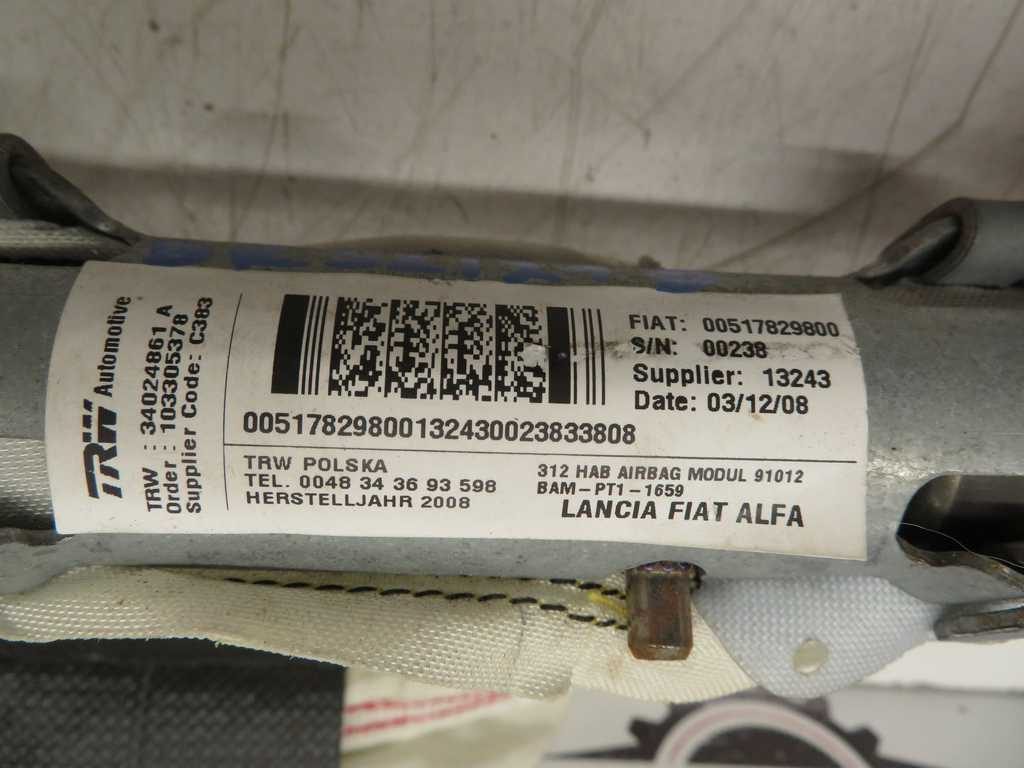 TRW Automotive
TRW : 34024861 A
Order : 103305378
Supplier Code: C383
FIAT: 00517829800
S/N: 00238
Supplier: 13243
Date: 03/12/08
005178298001324300233808
TRW POLSKA
TEL. 0048 34 36 93 598
HERSTELLJAHR 2008
312 HAB AIRBAG MODUL 91012
BAM-PT1-1659
LANCIA FIAT ALFA